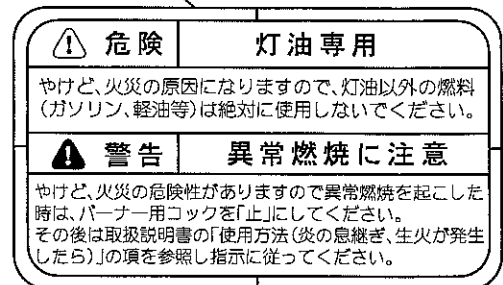 危険 灯油専用
やけど、火災の原因になりますので、灯油以外の燃料
(ガソリン、軽油等)は絶対に使用しないでください。
警告 異常燃焼に注意
やけど、火災の危険性がありますので異常燃焼を起こした
時は、バーナー用コックを「止」にしてください。
その後は取扱説明書の「使用方法(炎の息継ぎ、生火が発生
したら)」の項を参照し指示に従ってください。